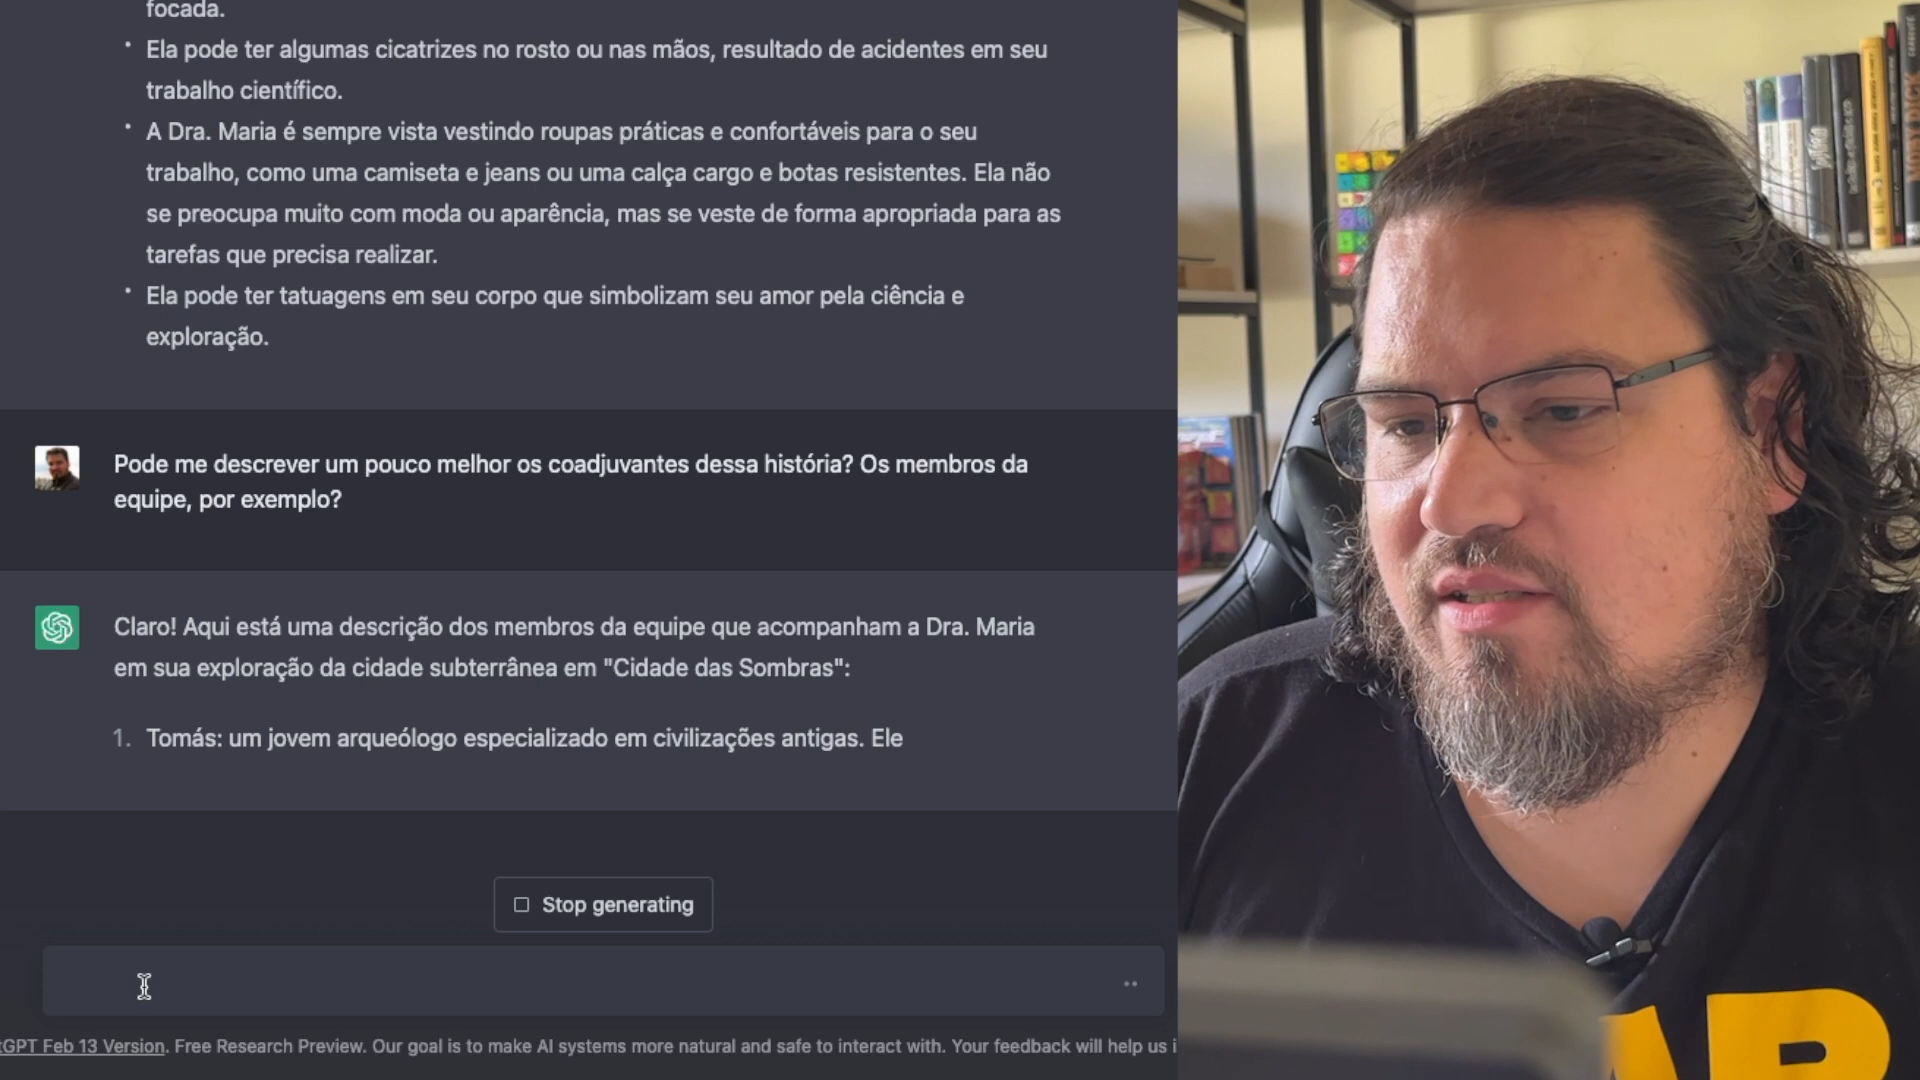 focada.
• Ela pode ter algumas cicatrizes no rosto ou nas mãos, resultado de acidentes em seu
trabalho científico.
• A Dra. Maria é sempre vista vestindo roupas práticas e confortáveis para o seu
trabalho, como uma camiseta e jeans ou uma calça cargo e botas resistentes. Ela não
se preocupa muito com moda ou aparência, mas se veste de forma apropriada para as
tarefas que precisa realizar.
• Ela pode ter tatuagens em seu corpo que simbolizam seu amor pela ciência e
exploração.
Pode me descrever um pouco melhor os coadjuvantes dessa história? Os membros da
equipe, por exemplo?
Claro! Aqui está uma descrição dos membros da equipe que acompanham a Dra. Maria
em sua exploração da cidade subterrânea em "Cidade das Sombras":
1. Tomás: um jovem arqueólogo especializado em civilizações antigas. Ele
Stop generating
GPT Feb 13 Version. Free Research Preview. Our goal is to make AI systems more natural and safe to interact with. Your feedback will help us i
MOBY DICK
AR